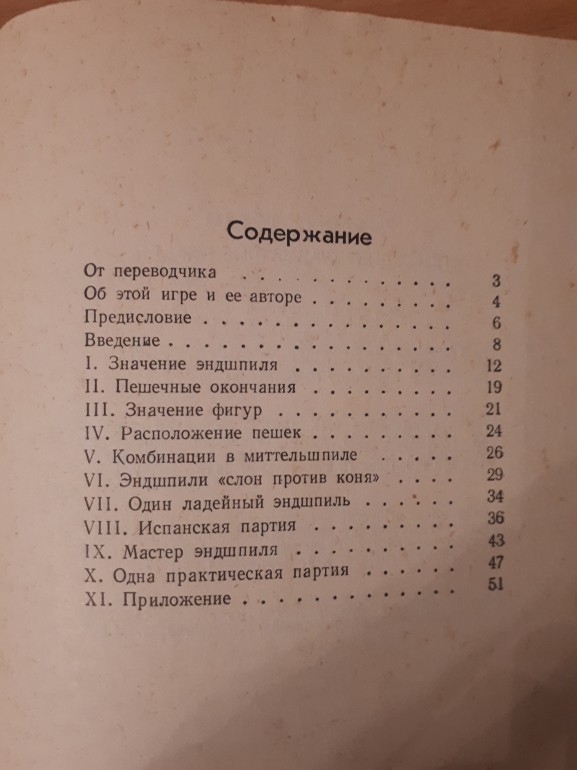 Содержание
От переводчика . . . . . . . . . . . 3
Об этой игре и ее авторе . . . . . . . . 4
Предисловие . . . . . . . . . . . . . 6
Введение . . . . . . . . . . . . . . 8
I. Значение эндшпиля . . . . . . . . . 12
II. Пешечные окончания . . . . . . . . . 19
III. Значение фигур . . . . . . . . . . 21
IV. Расположение пешек . . . . . . . . 24
V. Комбинации в миттельшпиле . . . . . 26
VI. Эндшпили «слон против коня» . . . . 29
VII. Один ладейный эндшпиль . . . . . . 34
VIII. Испанская партия . . . . . . . . 36
IX. Мастер эндшпиля . . . . . . . . . 43
X. Одна практическая партия . . . . . 47
XI. Приложение . . . . . . . . . . . . 51